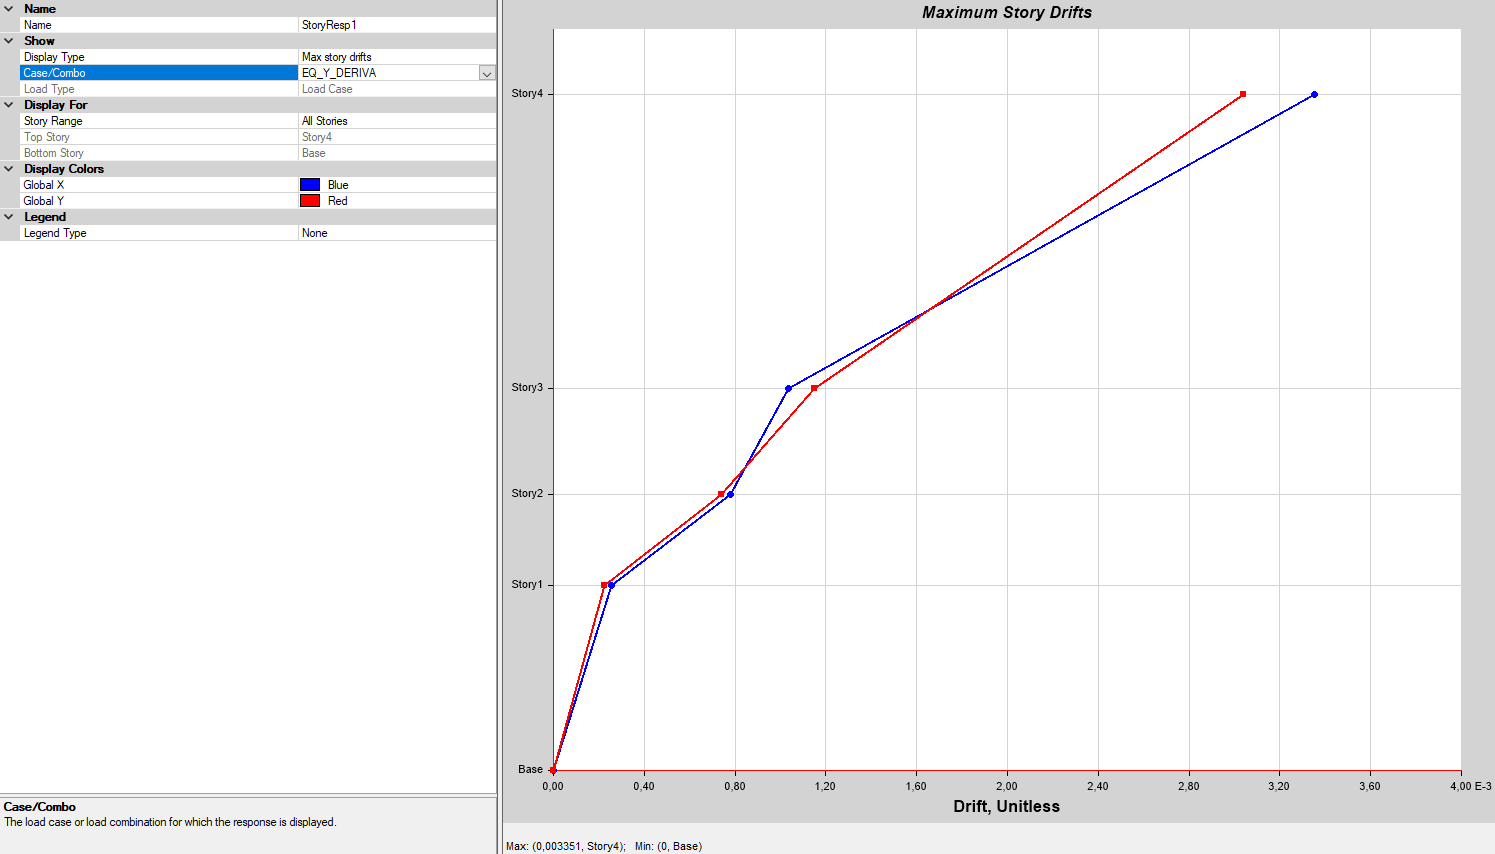 Name
Name StoryResp1
Show
Display Type Max story drifts
Case/Combo EQ_Y_DERIVA
Load Type Load Case
Display For
Story Range All Stories
Top Story Story4
Bottom Story Base
Display Colors
Global X Blue
Global Y Red
Legend
Legend Type None
Case/Combo
The load case or load combination for which the response is displayed.
Maximum Story Drifts
Story4
Story3
Story2
Story1
Base
0,00 0,40 0,80 1,20 1,60 2,00 2,40 2,80 3,20 3,60 4,00 E-3
Drift, Unitless
Max: (0,003351, Story4); Min: (0, Base)